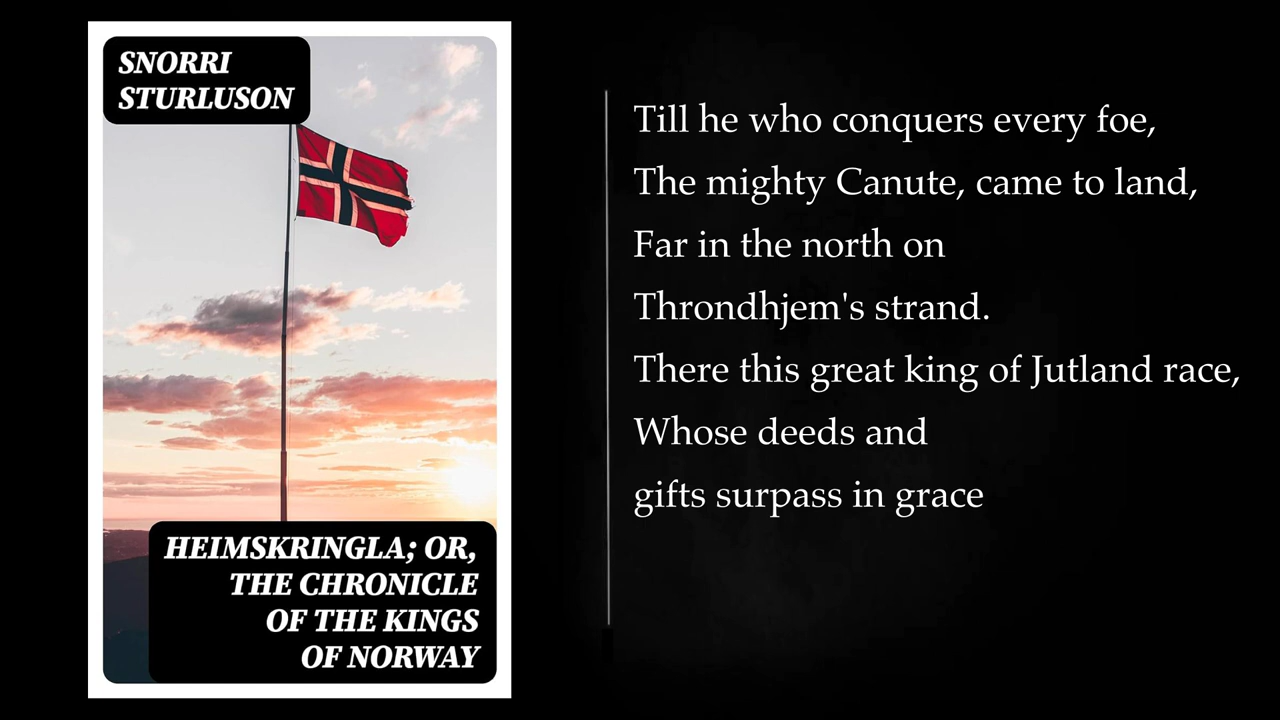 SNORRI
STURLUSON
HEIMSKRINGLA; OR,
THE CHRONICLE
OF THE KINGS
OF NORWAY
Till he who conquers every foe,
The mighty Canute, came to land,
Far in the north on
Throndhjem's strand.
There this great king of Jutland race,
Whose deeds and
gifts surpass in grace